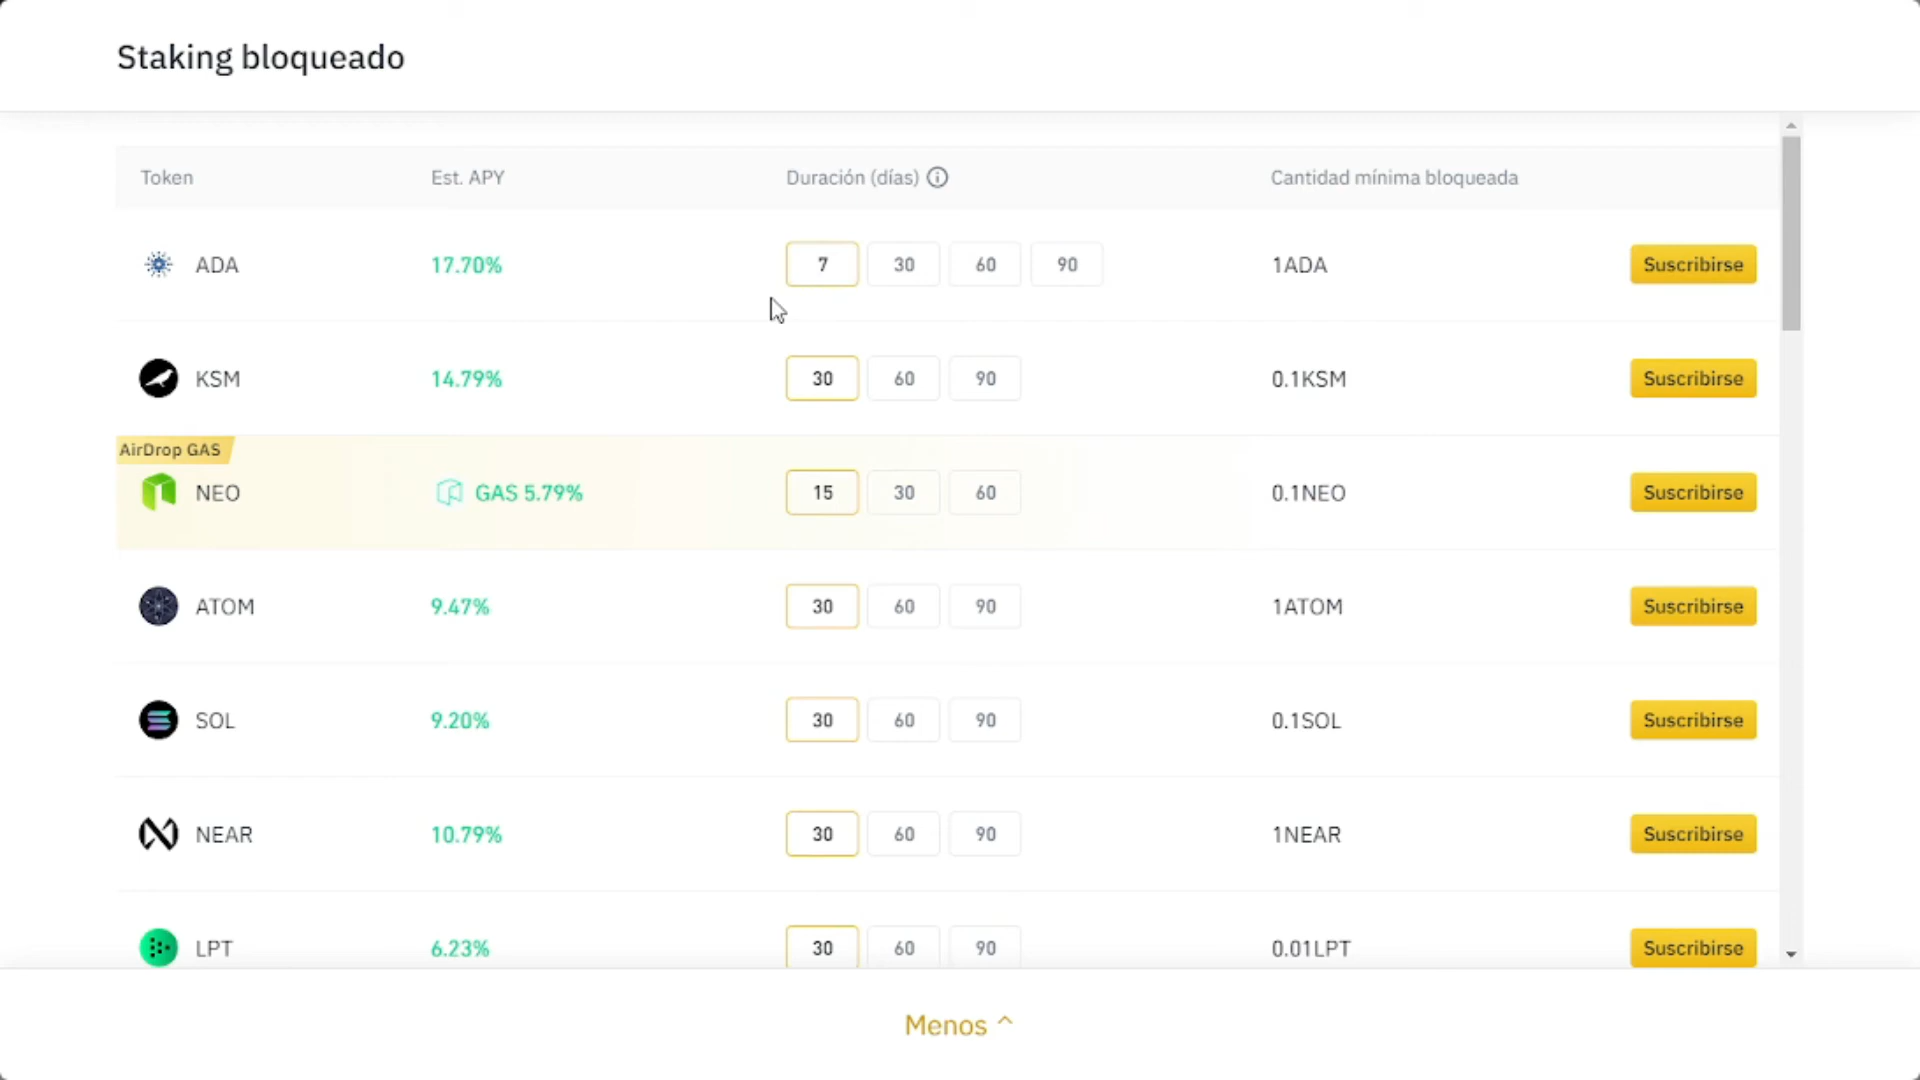 Staking bloqueado
Token Est. APY Duración (días) Cantidad mínima bloqueada
ADA 17.70% 7 30 60 90 1ADA Suscribirse
KSM 14.79% 30 60 90 0.1KSM Suscribirse
AirDrop GAS
NEO GAS 5.79% 15 30 60 0.1NEO Suscribirse
ATOM 9.47% 30 60 90 1ATOM Suscribirse
SOL 9.20% 30 60 90 0.1SOL Suscribirse
NEAR 10.79% 30 60 90 1NEAR Suscribirse
LPT 6.23% 30 60 90 0.01LPT Suscribirse
Menos